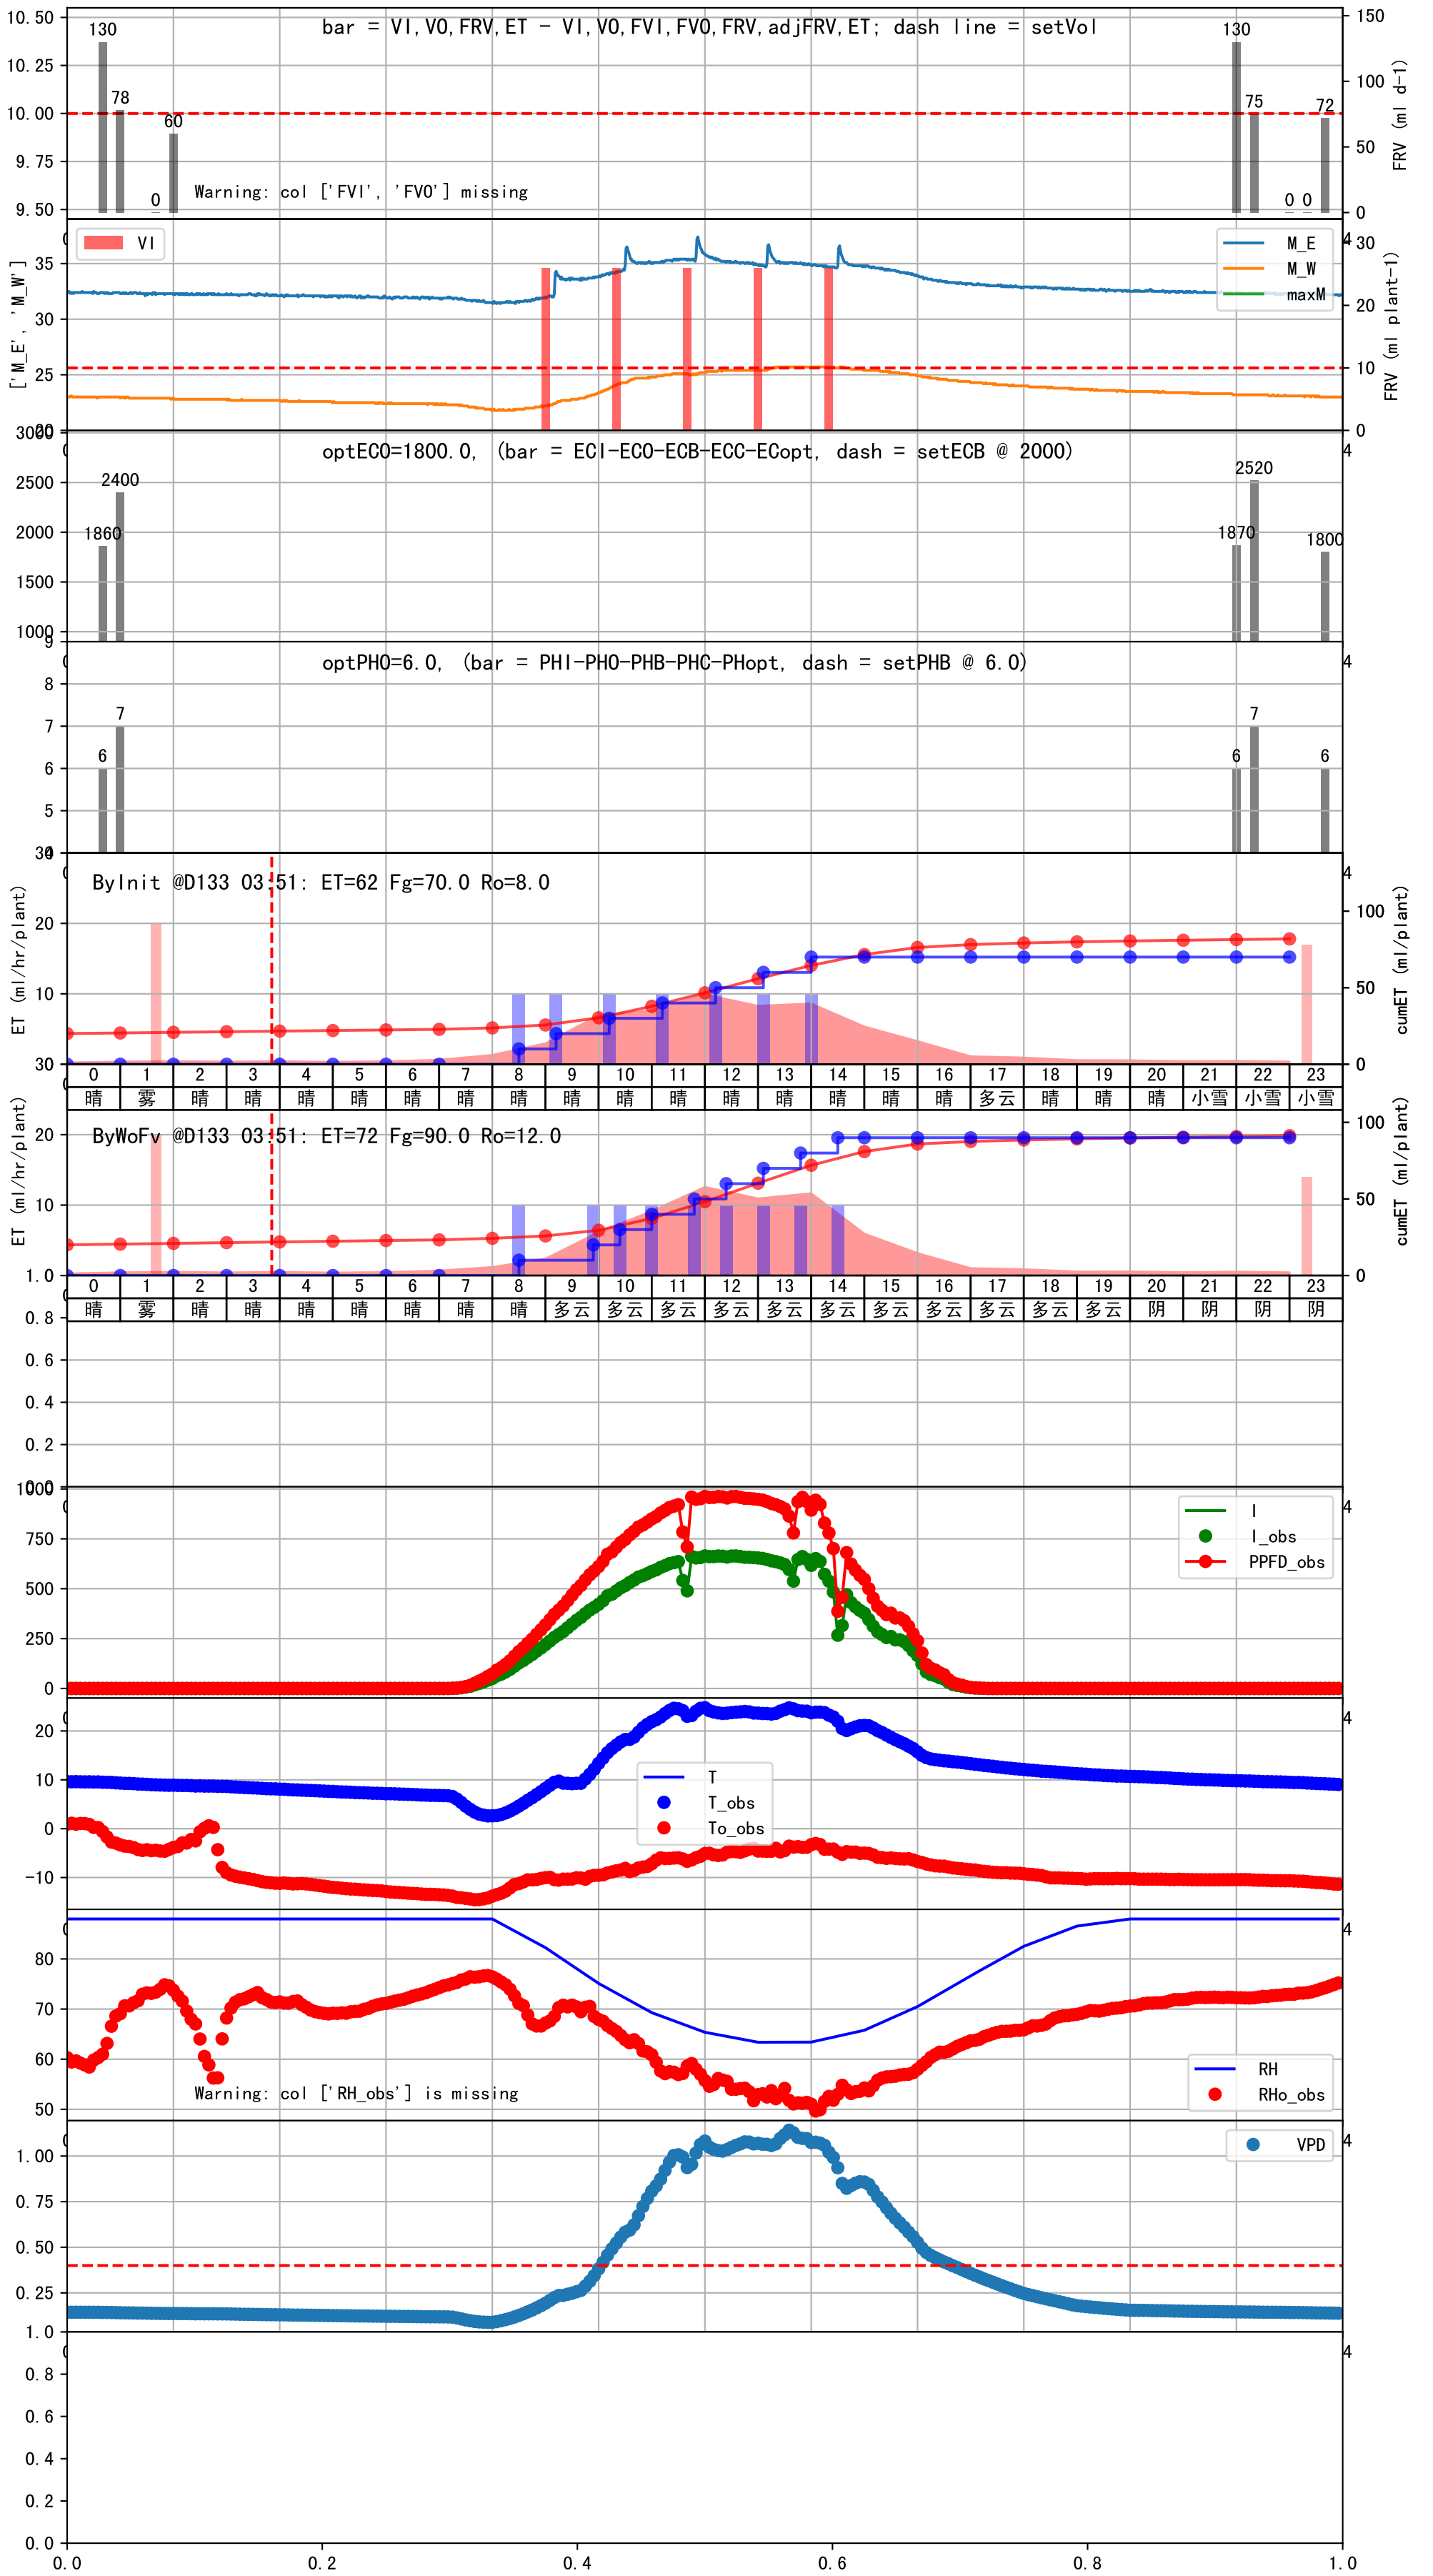 bar = VI,VO,FRV,ET - VI,VO,FVI,FVO,FRV,adjFRV,ET; dash line = setVol
10.50
10.25
10.00
9.75
9.50
130
78
0
60
130
75
0
0
72
150
100
50
0
FRV (ml d-1)
Warning: col ['FVI', 'FVO'] missing
4
VI
M_E
M_W
maxM
['M_E', 'M_W']
35
30
25
30
20
10
0
FRV (ml plant-1)
optECO=1800.0, (bar = ECI-ECO-ECB-ECC-ECopt, dash = setECB @ 2000)
4
3000
2500
2000
1500
1000
1860
2400
1870
2520
1800
optPHO=6.0, (bar = PHI-PHO-PHB-PHC-PHopt, dash = setPHB @ 6.0)
4
9
8
7
6
5
6
7
6
7
6
ByInit @D133 03:51: ET=62 Fg=70.0 Ro=8.0
4
ET (ml/hr/plant)
30
20
10
100
50
0
cumET (ml/plant)
0 1 2 3 4 5 6 7 8 9 10 11 12 13 14 15 16 17 18 19 20 21 22 23
晴 雾 晴 晴 晴 晴 晴 晴 晴 晴 晴 晴 晴 晴 晴 晴 晴 多云 晴 晴 晴 小雪 小雪 小雪
ByWoFv @D133 03:51: ET=72 Fg=90.0 Ro=12.0
ET (ml/hr/plant)
30
20
10
100
50
0
cumET (ml/plant)
0 1 2 3 4 5 6 7 8 9 10 11 12 13 14 15 16 17 18 19 20 21 22 23
晴 雾 晴 晴 晴 晴 晴 晴 晴 多云 多云 多云 多云 多云 多云 多云 多云 多云 多云 多云 阴 阴 阴 阴
1.0
0.8
0.6
0.4
0.2
1000
750
500
250
0
I
I_obs
PPFD_obs
4
20
10
0
-10
T
T_obs
To_obs
4
80
70
60
50
Warning: col ['RH_obs'] is missing
RH
RHo_obs
4
1.00
0.75
0.50
0.25
VPD
4
1.0
0.8
0.6
0.4
0.2
0.0
4
0.0 0.2 0.4 0.6 0.8 1.0